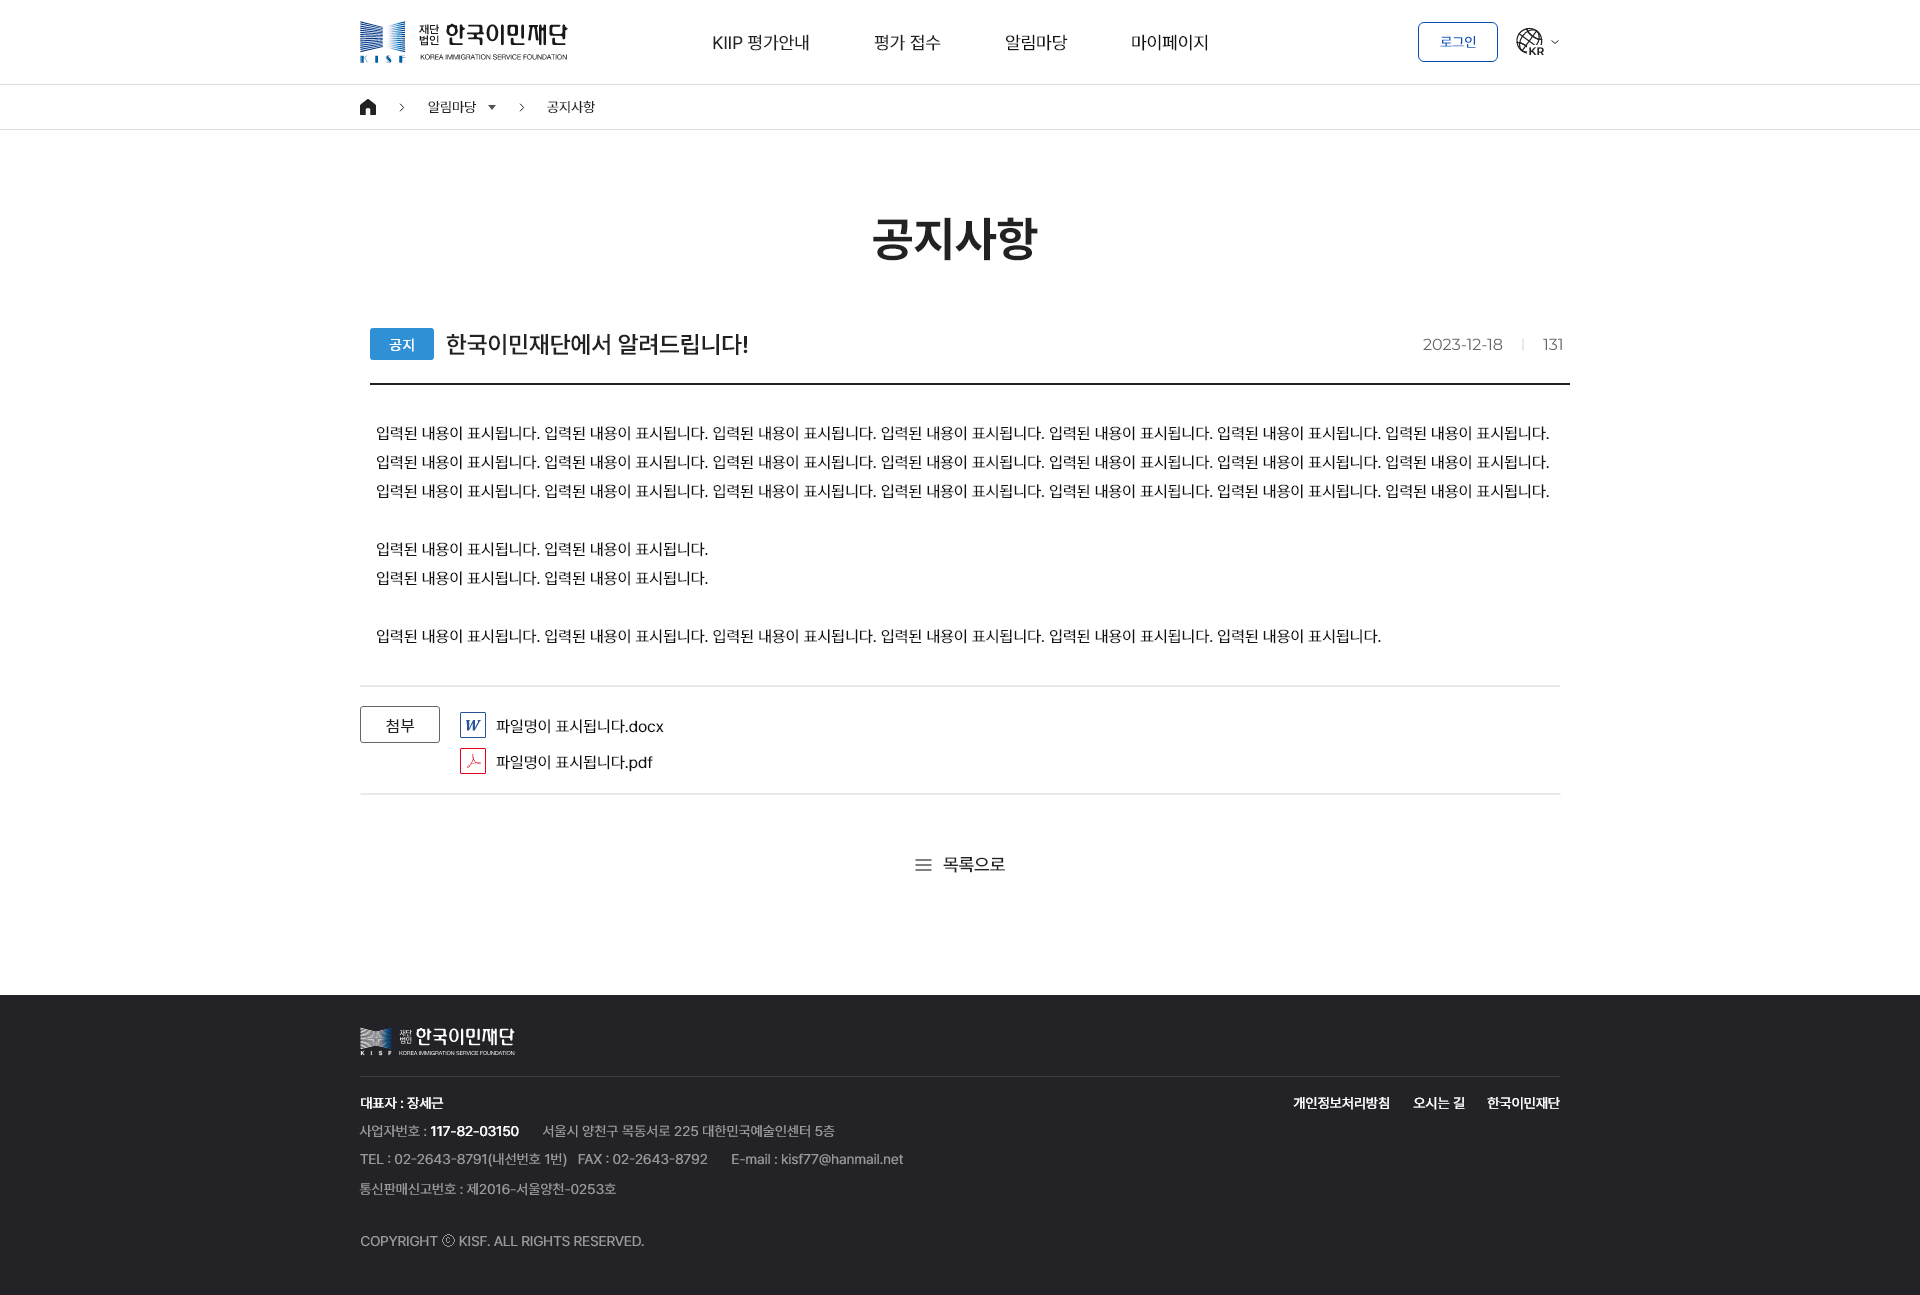 재단법인 한국이민재단
KISF KOREA IMMIGRATION SERVICE FOUNDATION
KIIP 평가안내 평가 접수 알림마당 마이페이지
로그인 KR
알림마당 공지사항
공지사항
공지 한국이민재단에서 알려드립니다! 2023-12-18 131
입력된 내용이 표시됩니다. 입력된 내용이 표시됩니다. 입력된 내용이 표시됩니다. 입력된 내용이 표시됩니다. 입력된 내용이 표시됩니다. 입력된 내용이 표시됩니다. 입력된 내용이 표시됩니다.
입력된 내용이 표시됩니다. 입력된 내용이 표시됩니다. 입력된 내용이 표시됩니다. 입력된 내용이 표시됩니다. 입력된 내용이 표시됩니다. 입력된 내용이 표시됩니다. 입력된 내용이 표시됩니다.
입력된 내용이 표시됩니다. 입력된 내용이 표시됩니다. 입력된 내용이 표시됩니다. 입력된 내용이 표시됩니다. 입력된 내용이 표시됩니다. 입력된 내용이 표시됩니다. 입력된 내용이 표시됩니다.
입력된 내용이 표시됩니다. 입력된 내용이 표시됩니다.
입력된 내용이 표시됩니다. 입력된 내용이 표시됩니다.
입력된 내용이 표시됩니다. 입력된 내용이 표시됩니다. 입력된 내용이 표시됩니다. 입력된 내용이 표시됩니다. 입력된 내용이 표시됩니다. 입력된 내용이 표시됩니다.
첨부 W 파일명이 표시됩니다.docx
파일명이 표시됩니다.pdf
목록으로
재단법인 한국이민재단
KISF KOREA IMMIGRATION SERVICE FOUNDATION
대표자 : 장세근 개인정보처리방침 오시는 길 한국이민재단
사업자번호 : 117-82-03150 서울시 양천구 목동서로 225 대한민국예술인센터 5층
TEL : 02-2643-8791(내선번호 1번) FAX : 02-2643-8792 E-mail : kisf77@hanmail.net
통신판매신고번호 : 제2016-서울양천-0253호
COPYRIGHT ⓒ KISF. ALL RIGHTS RESERVED.